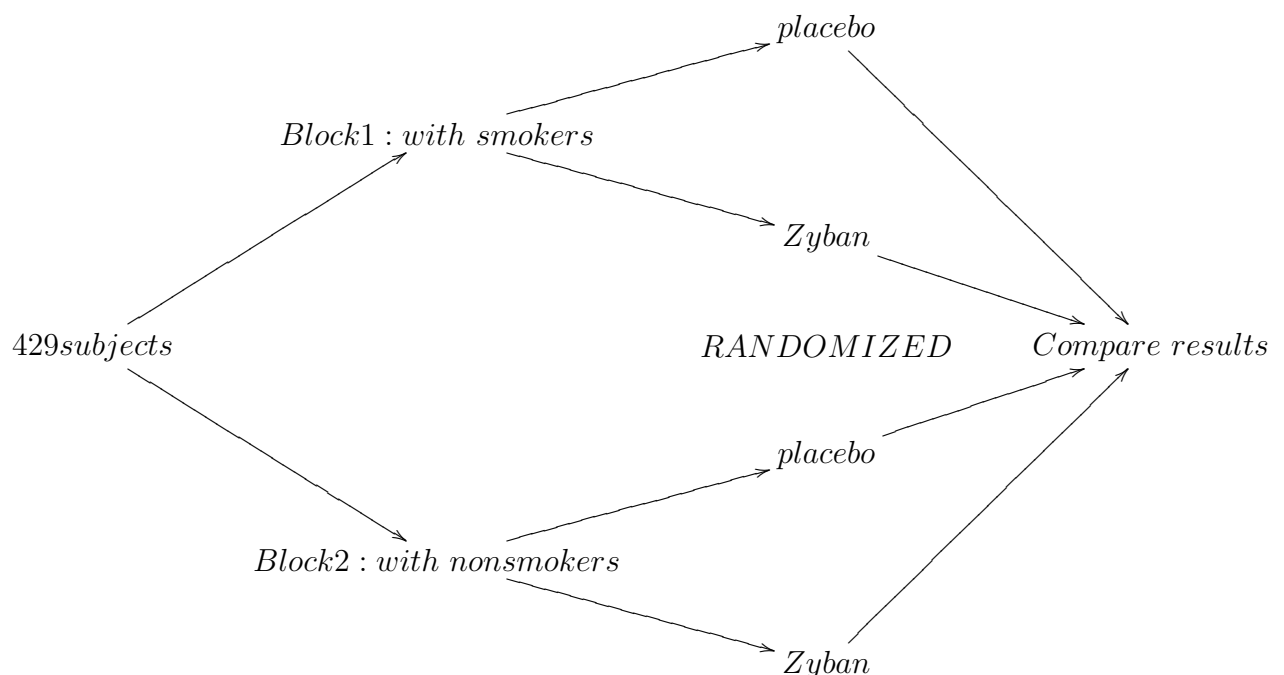 placebo
Block1 : with smokers
Zyban
429subjects
RANDOMIZED
Compare results
placebo
Block2 : with nonsmokers
Zyban